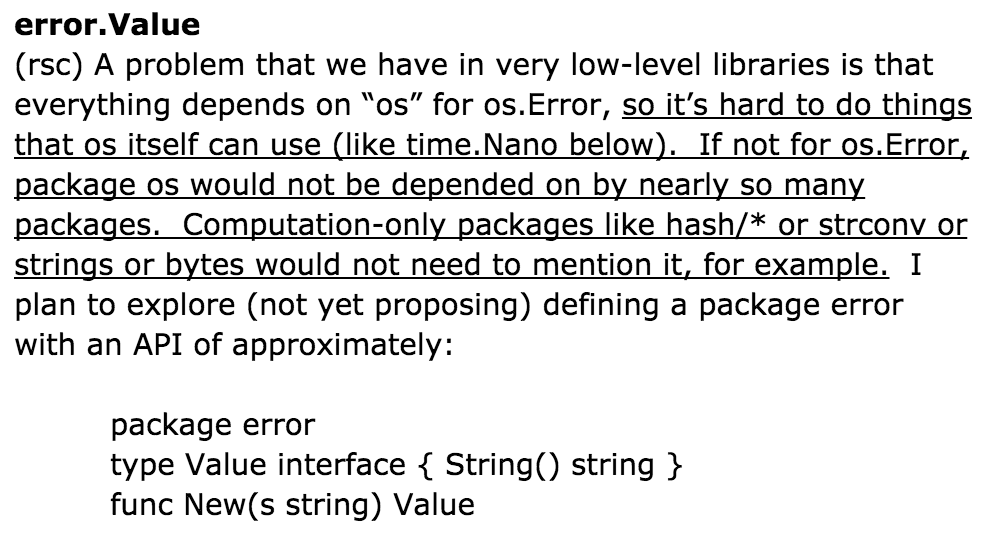 error.Value
(rsc) A problem that we have in very low-level libraries is that
everything depends on “os” for os.Error, so it’s hard to do things
that os itself can use (like time.Nano below).  If not for os.Error,
package os would not be depended on by nearly so many
packages.  Computation-only packages like hash/* or strconv or
strings or bytes would not need to mention it, for example.  I
plan to explore (not yet proposing) defining a package error
with an API of approximately:
package error
type Value interface { String() string }
func New(s string) Value